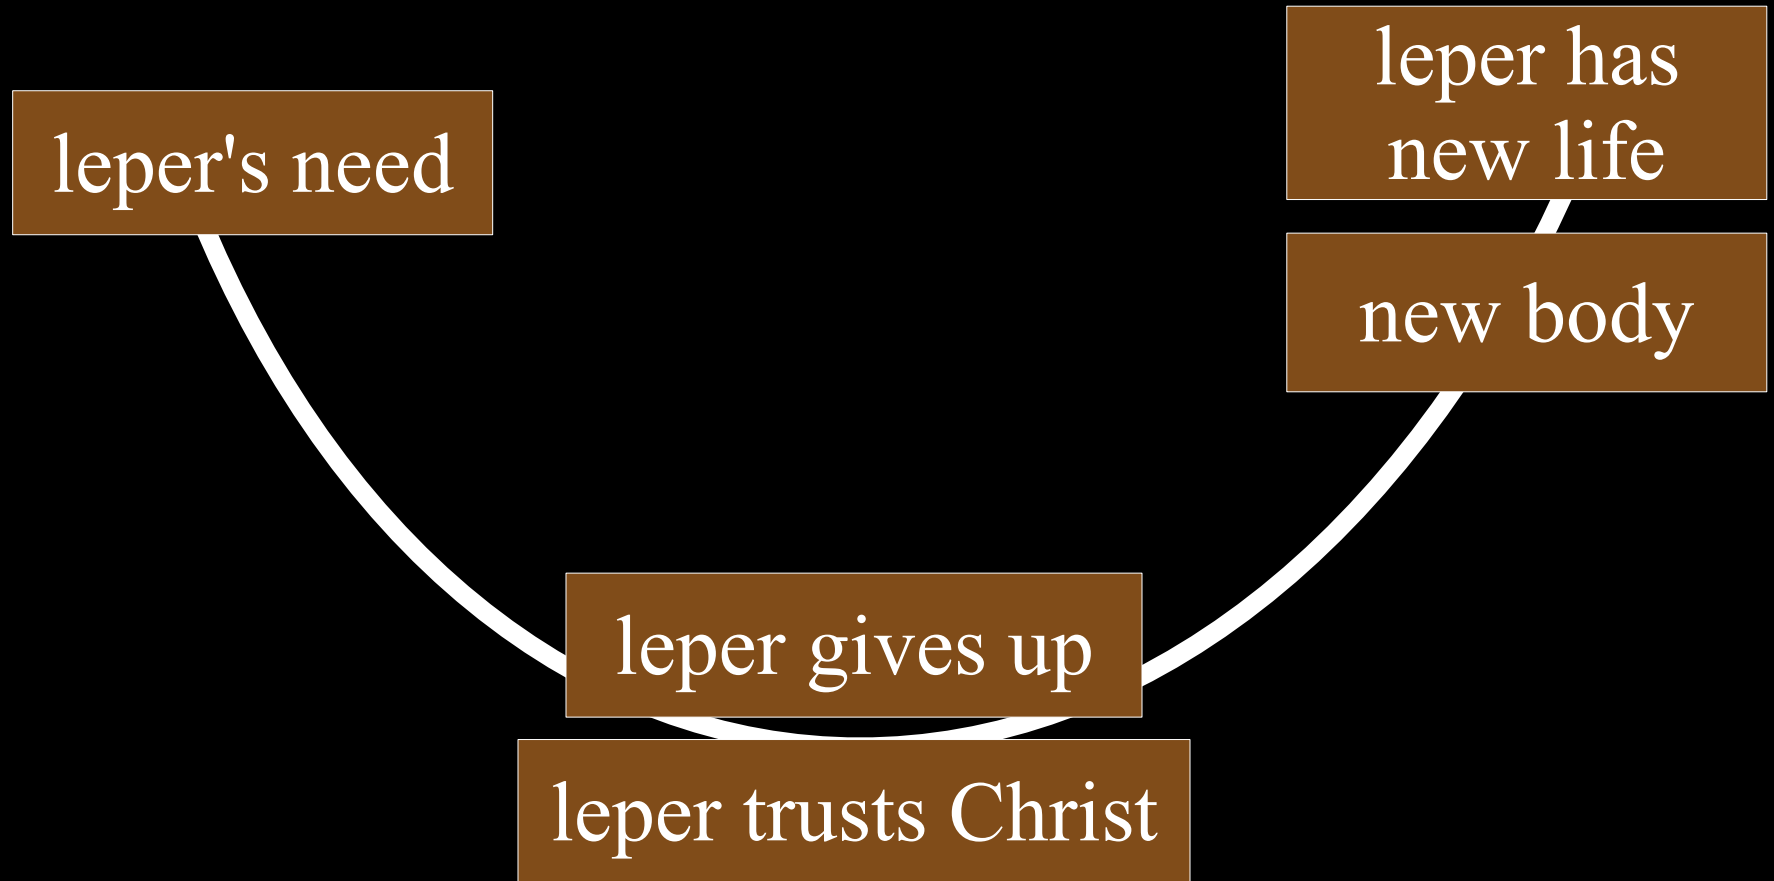 leper's need
leper gives up
leper trusts Christ
new body
leper has
new life